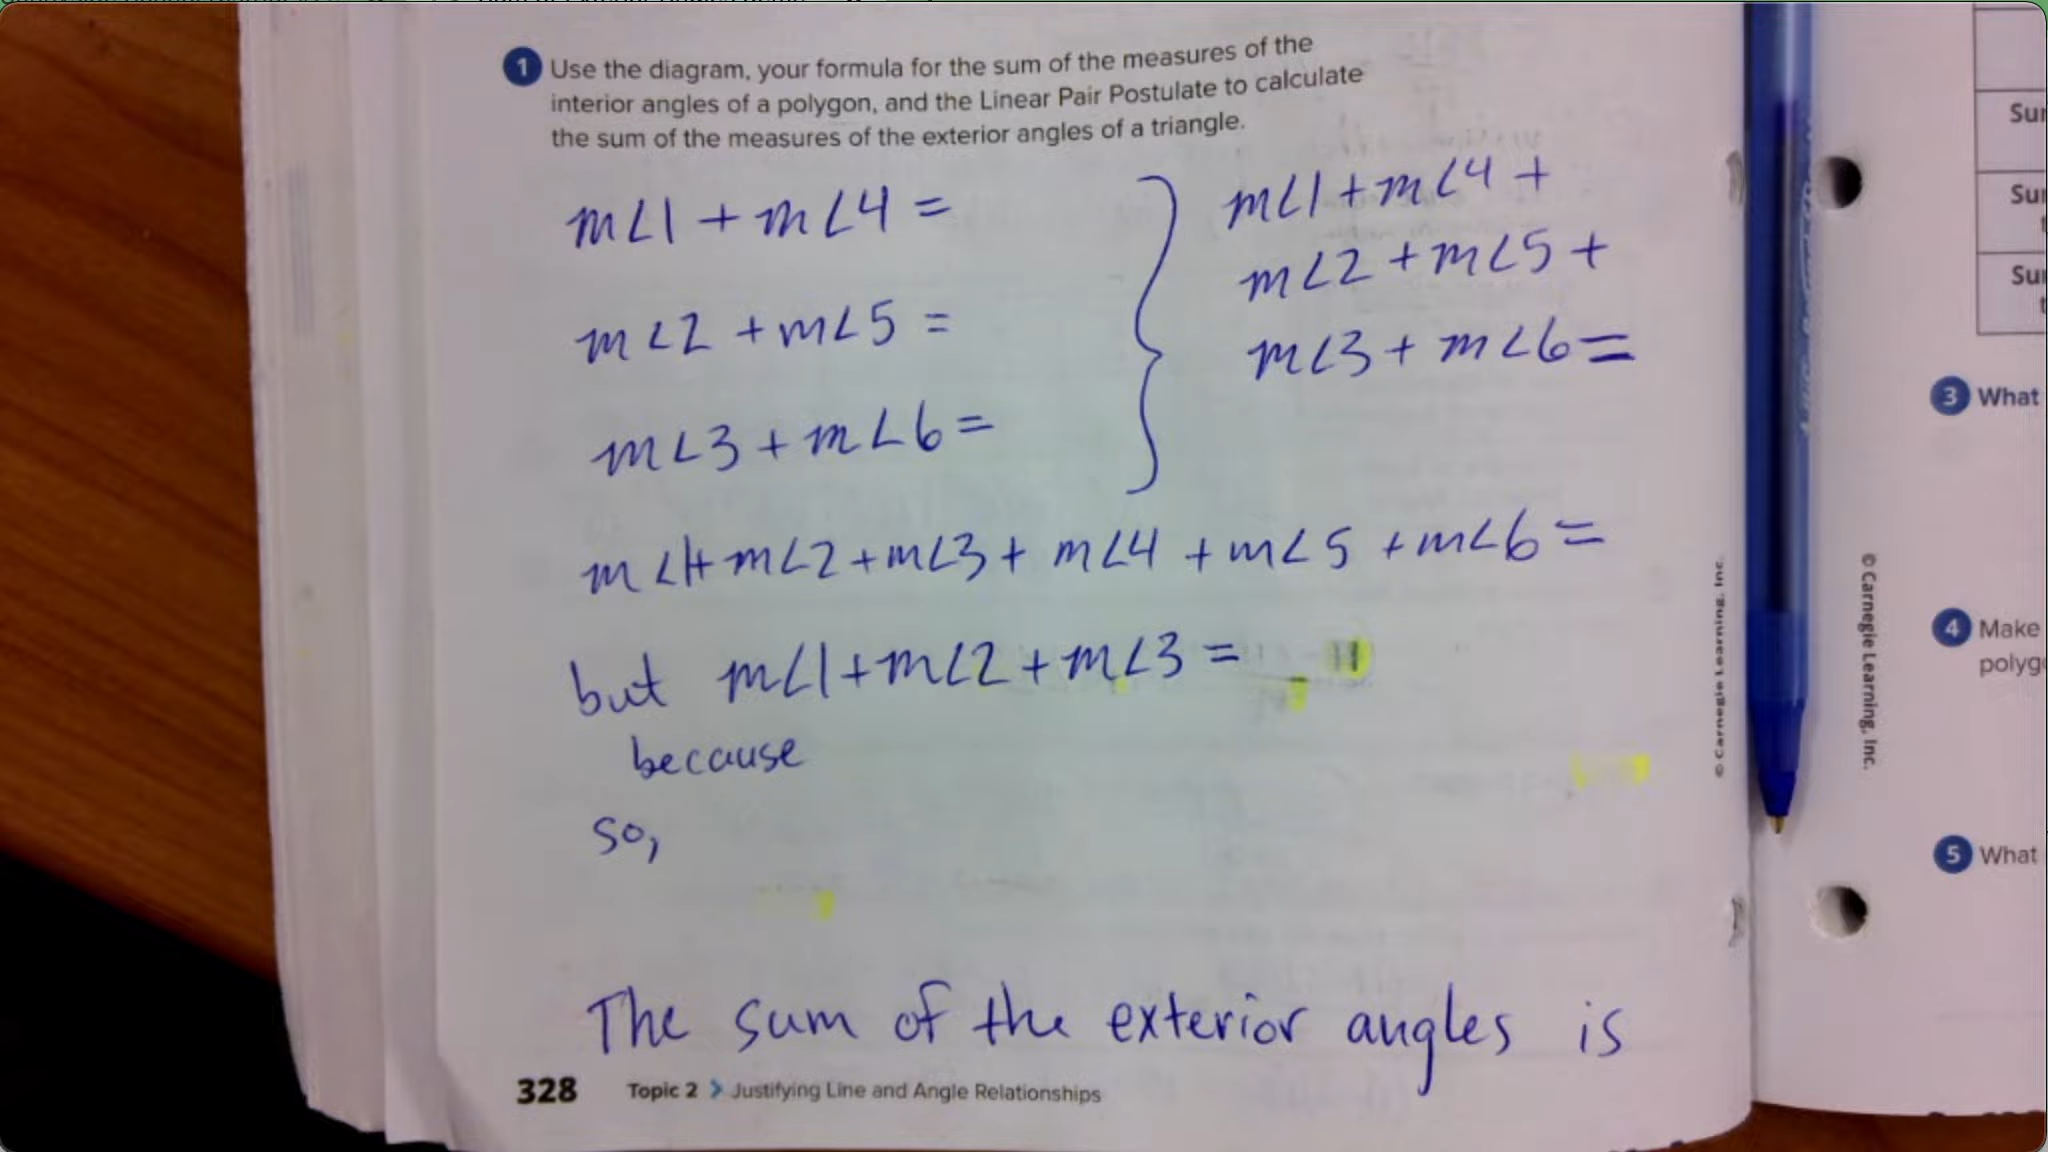 1 Use the diagram, your formula for the sum of the measures of the
interior angles of a polygon, and the Linear Pair Postulate to calculate
the sum of the measures of the exterior angles of a triangle.
m∠1 + m∠4 =
m∠2 + m∠5 =
m∠3 + m∠6 =
m∠1 + m∠4 +
m∠2 + m∠5 +
m∠3 + m∠6 =
m∠1 + m∠2 + m∠3 + m∠4 + m∠5 + m∠6 =
but m∠1 + m∠2 + m∠3 =
because
so,
The sum of the exterior angles is
328 Topic 2 > Justifying Line and Angle Relationships
© Carnegie Learning, Inc.
© Carnegie Learning, Inc.
3 What
4 Make
5 What